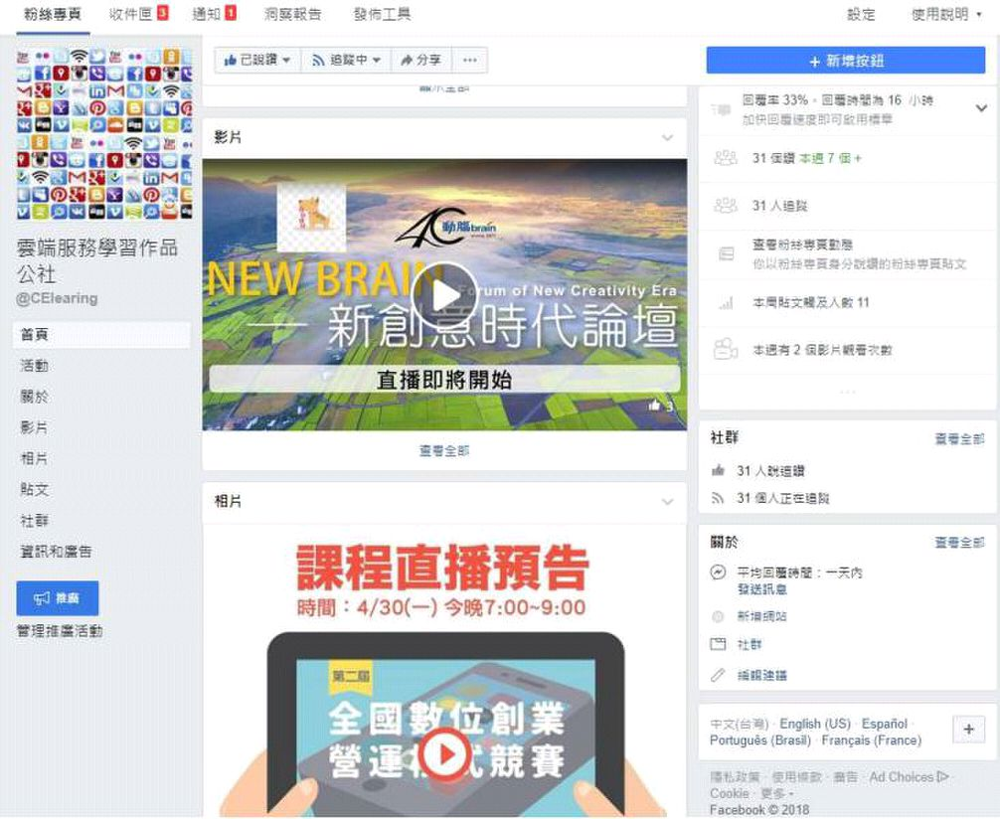 粉絲專頁
收件匣 3
通知 1
洞察報告
發佈工具
設定
使用說明
已說讚
追蹤中
分享
+ 新增按鈕
雲端服務學習作品
公社
@CElearing
首頁
活動
關於
影片
相片
貼文
社群
資訊和廣告
推廣
管理推廣活動
顯示全部
影片
4C 動腦brain
NEW BRAIN
Forum of New Creativity Era
新創意時代論壇
直播即將開始
3
查看全部
相片
課程直播預告
時間：4/30(一) 今晚7:00~9:00
第二屆
全國數位創業
營運模式競賽
回覆率 33%，回覆時間為 16 小時
加快回覆速度即可啟用標章
31 個讚 本週 7 個 +
31 人追蹤
查看粉絲專頁動態
你以粉絲專頁身分說讚的粉絲專頁貼文
本周貼文觸及人數 11
本週有 2 個影片觀看次數
社群
查看全部
31 人說這讚
31 個人正在追蹤
關於
查看全部
平均回覆時間：一天內
發送訊息
新增網站
社群
編輯建議
中文(台灣) · English (US) · Español ·
Português (Brasil) · Français (France)
隱私政策 · 使用條款 · 廣告 · Ad Choices ·
Cookie · 更多
Facebook © 2018